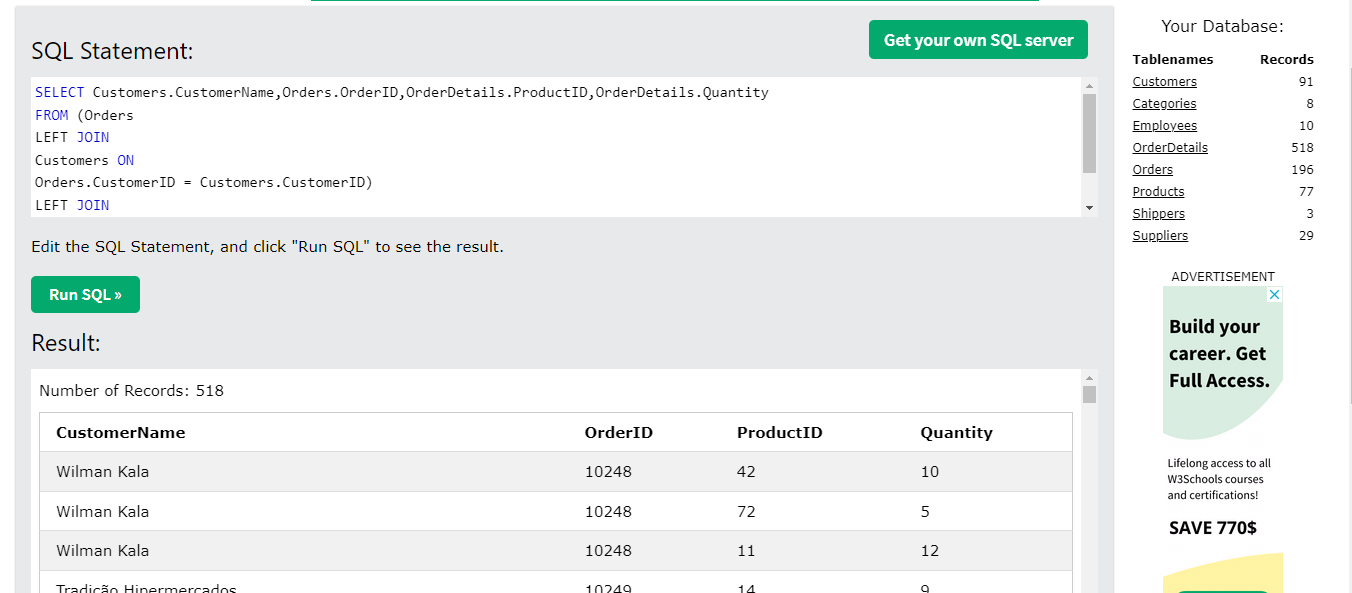 SQL Statement:
Get your own SQL server
SELECT Customers.CustomerName,Orders.OrderID,OrderDetails.ProductID,OrderDetails.Quantity
FROM (Orders
LEFT JOIN
Customers ON
Orders.CustomerID = Customers.CustomerID)
LEFT JOIN
Edit the SQL Statement, and click "Run SQL" to see the result.
Run SQL »
Result:
Number of Records: 518
CustomerName OrderID ProductID Quantity
Wilman Kala 10248 42 10
Wilman Kala 10248 72 5
Wilman Kala 10248 11 12
Tradição Hipermercados 10249 14 9
Your Database:
Tablenames Records
Customers 91
Categories 8
Employees 10
OrderDetails 518
Orders 196
Products 77
Shippers 3
Suppliers 29
ADVERTISEMENT
Build your
career. Get
Full Access.
Lifelong access to all
W3Schools courses
and certifications!
SAVE 770$